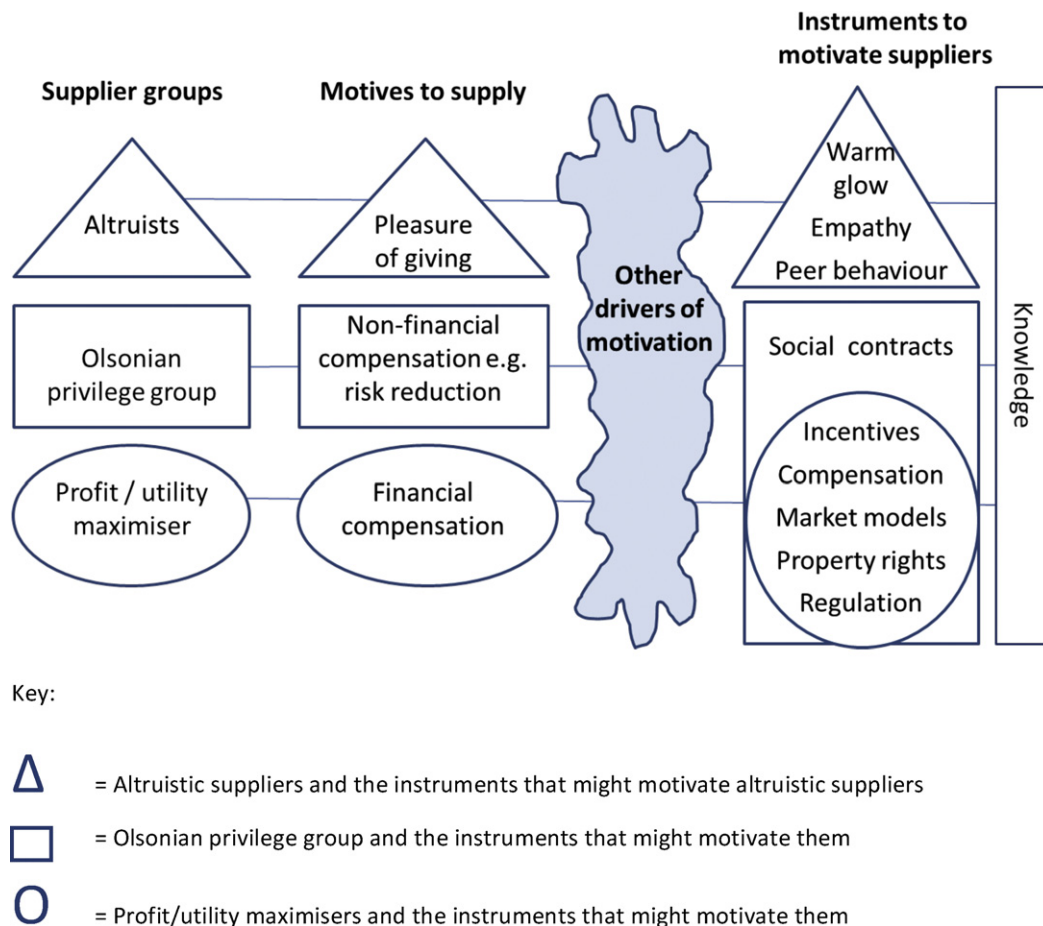 Supplier groups
Motives to supply
Instruments to
motivate suppliers
Altruists
Pleasure
of giving
Warm
glow
Empathy
Peer behaviour
Olsonian
privilege group
Non-financial
compensation e.g.
risk reduction
Other
drivers of
motivation
Social contracts
Profit / utility
maximiser
Financial
compensation
Incentives
Compensation
Market models
Property rights
Regulation
Knowledge
Key:
Δ = Altruistic suppliers and the instruments that might motivate altruistic suppliers
= Olsonian privilege group and the instruments that might motivate them
O = Profit/utility maximisers and the instruments that might motivate them